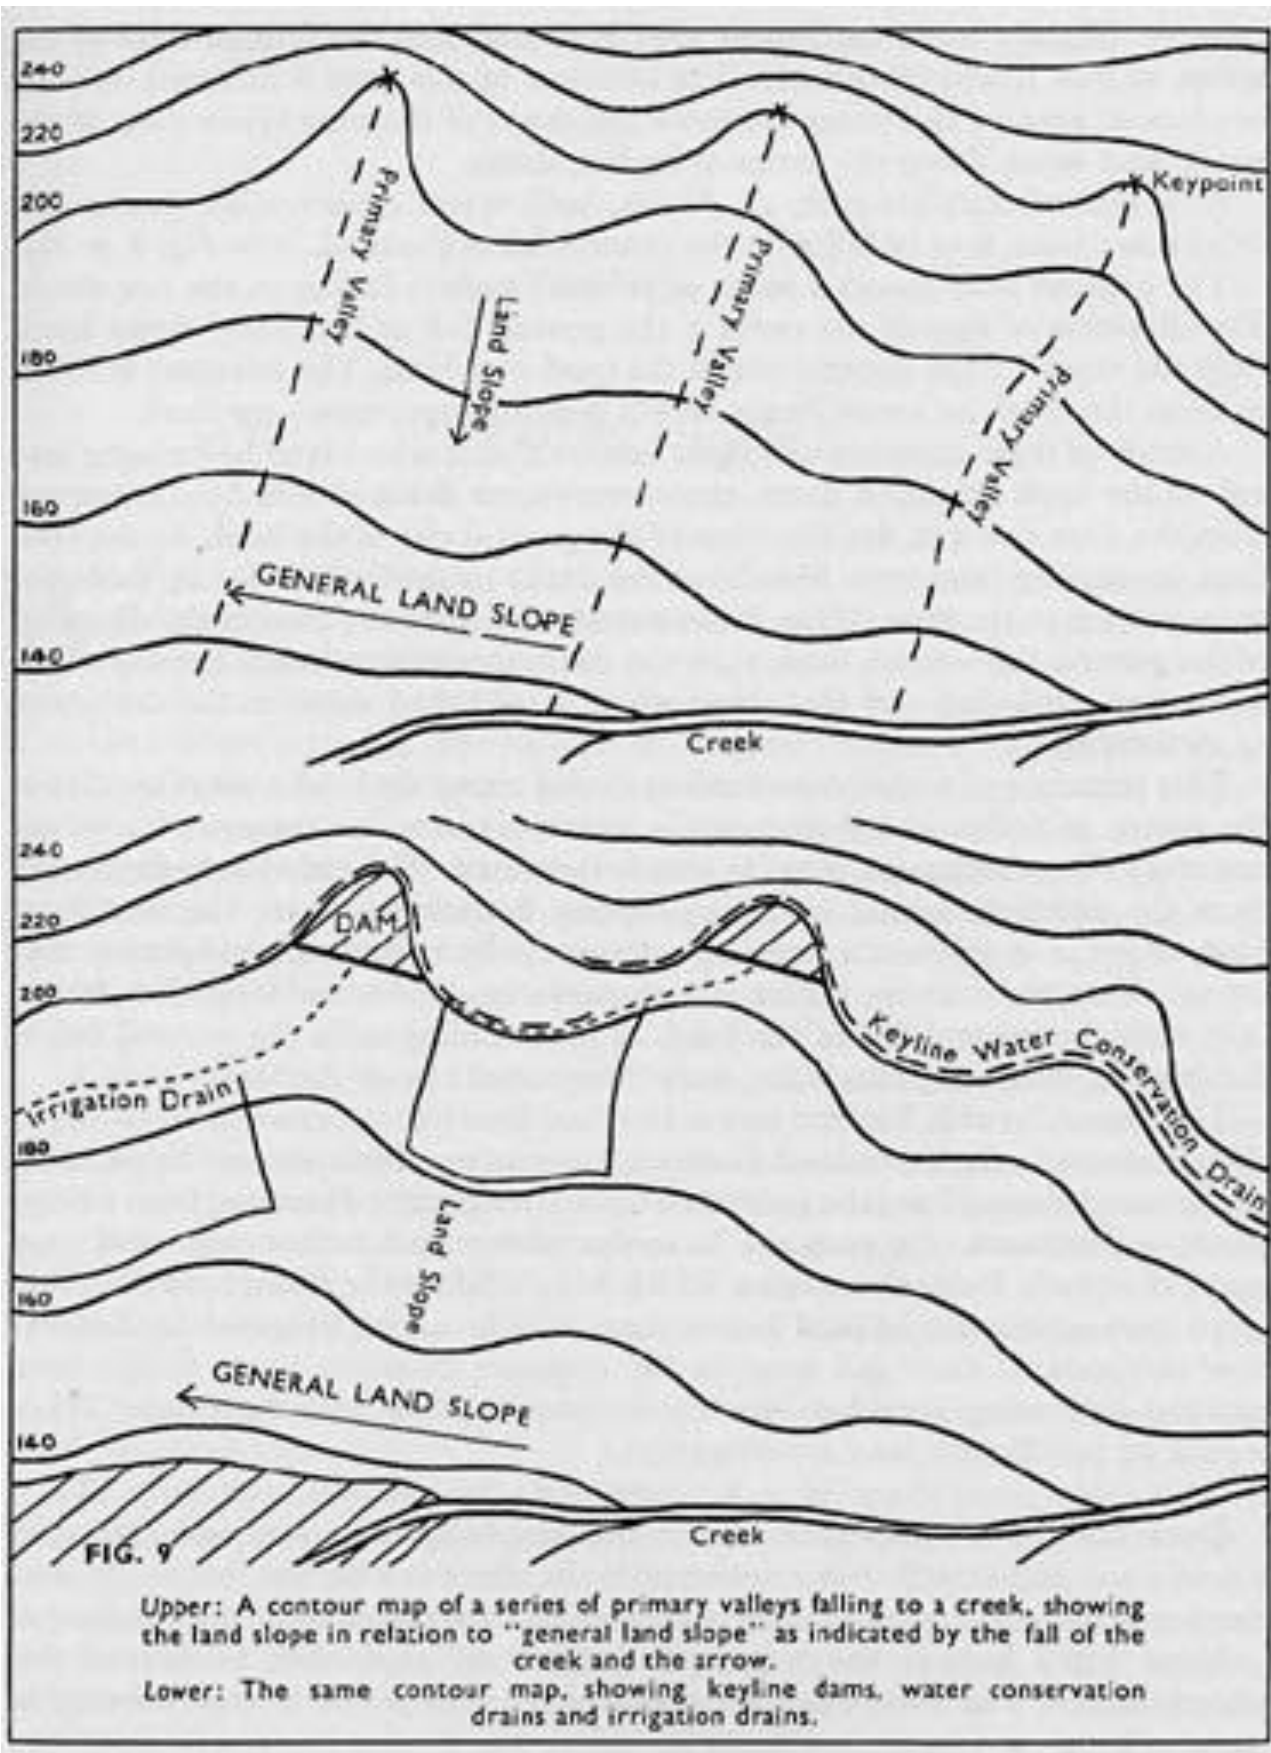 240
220
Keypoint
200
Primary Valley
Primary Valley
Land Slope
180
Primary Valley
160
GENERAL LAND SLOPE
140
Creek
240
DAM
220
200
Keyline Water Conservation Drain
Irrigation Drain
180
Land Slope
160
GENERAL LAND SLOPE
140
Creek
FIG. 9
Upper: A contour map of a series of primary valleys falling to a creek, showing
the land slope in relation to "general land slope" as indicated by the fall of the
creek and the arrow.
Lower: The same contour map, showing keyline dams, water conservation
drains and irrigation drains.